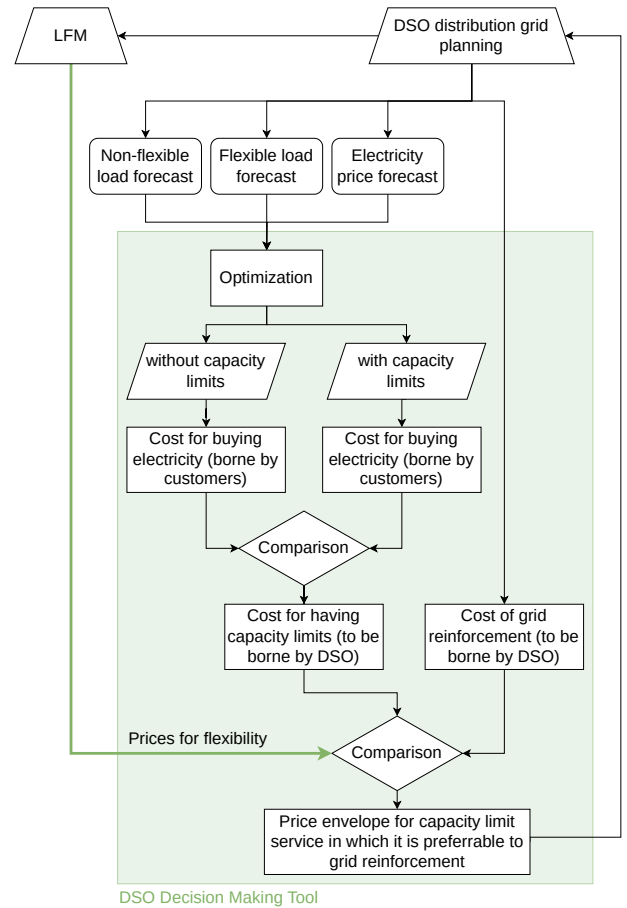 LFM
DSO distribution grid
planning
Non-flexible
load forecast
Flexible load
forecast
Electricity
price forecast
Optimization
without capacity
limits
with capacity
limits
Cost for buying
electricity (borne by
customers)
Cost for buying
electricity (borne by
customers)
Comparison
Cost for having
capacity limits (to be
borne by DSO)
Cost of grid
reinforcement (to be
borne by DSO)
Prices for flexibility
Comparison
Price envelope for capacity limit
service in which it is preferrable to
grid reinforcement
DSO Decision Making Tool